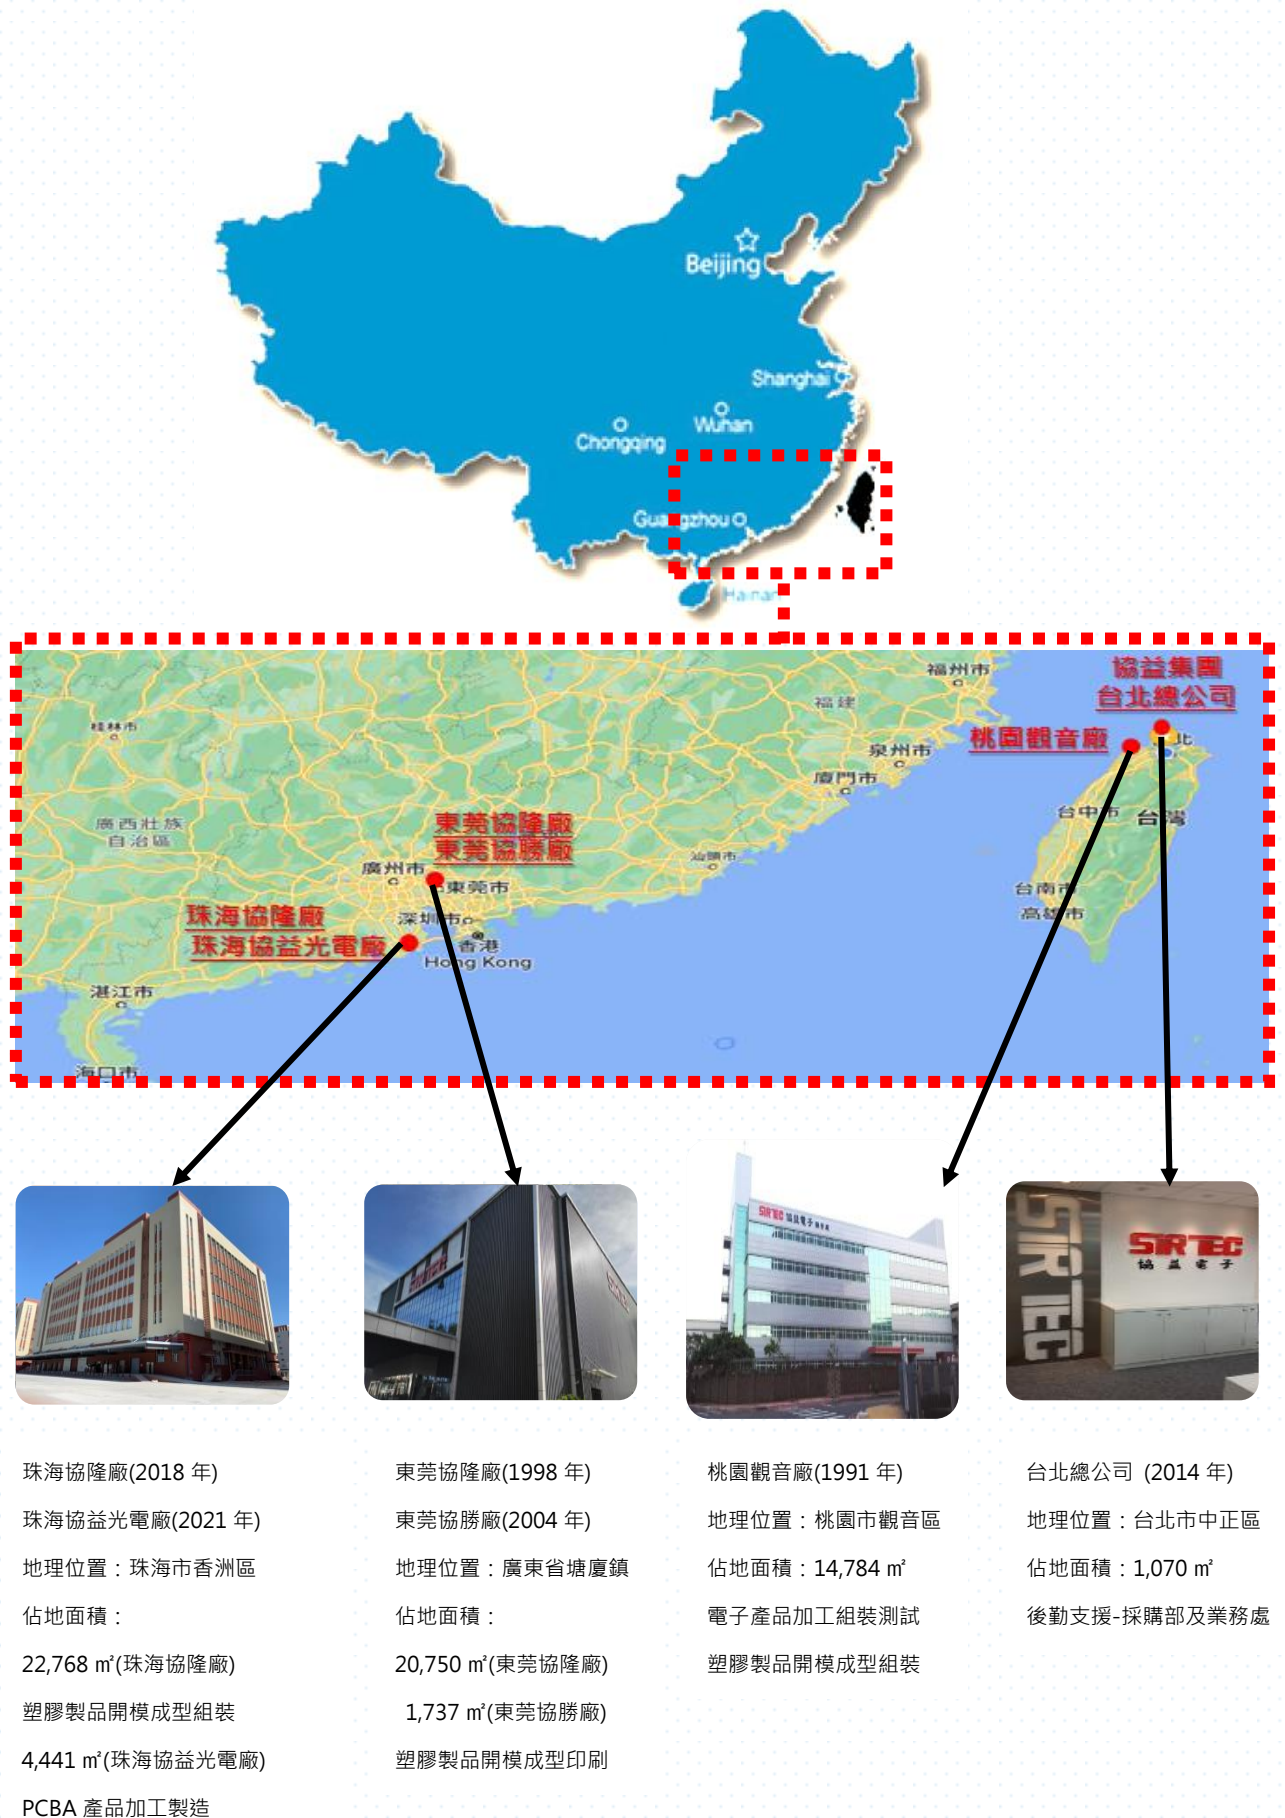 Beijing
Shanghai
Wuhan
Chongqing
Guangzhou
Hainan
福州市
協益集團
台北總公司
福建
桂林市
桃園觀音廠
北
泉州市
廈門市
台中市
台灣
廣西壯族
自治區
東莞協隆廠
東莞協勝廠
汕頭市
廣州市
東莞市
台南市
高雄市
珠海協隆廠
深圳市
珠海協益光電廠
香港
Hong Kong
湛江市
海口市
SIRTEC
SIRTEC
SIRTEC 協益電子
SIRTEC
SIRTEC
協益電子
珠海協隆廠(2018 年)
珠海協益光電廠(2021 年)
地理位置：珠海市香洲區
佔地面積：
22,768 ㎡(珠海協隆廠)
塑膠製品開模成型組裝
4,441 ㎡(珠海協益光電廠)
PCBA 產品加工製造
東莞協隆廠(1998 年)
東莞協勝廠(2004 年)
地理位置：廣東省塘廈鎮
佔地面積：
20,750 ㎡(東莞協隆廠)
1,737 ㎡(東莞協勝廠)
塑膠製品開模成型印刷
桃園觀音廠(1991 年)
地理位置：桃園市觀音區
佔地面積：14,784 ㎡
電子產品加工組裝測試
塑膠製品開模成型組裝
台北總公司 (2014 年)
地理位置：台北市中正區
佔地面積：1,070 ㎡
後勤支援-採購部及業務處